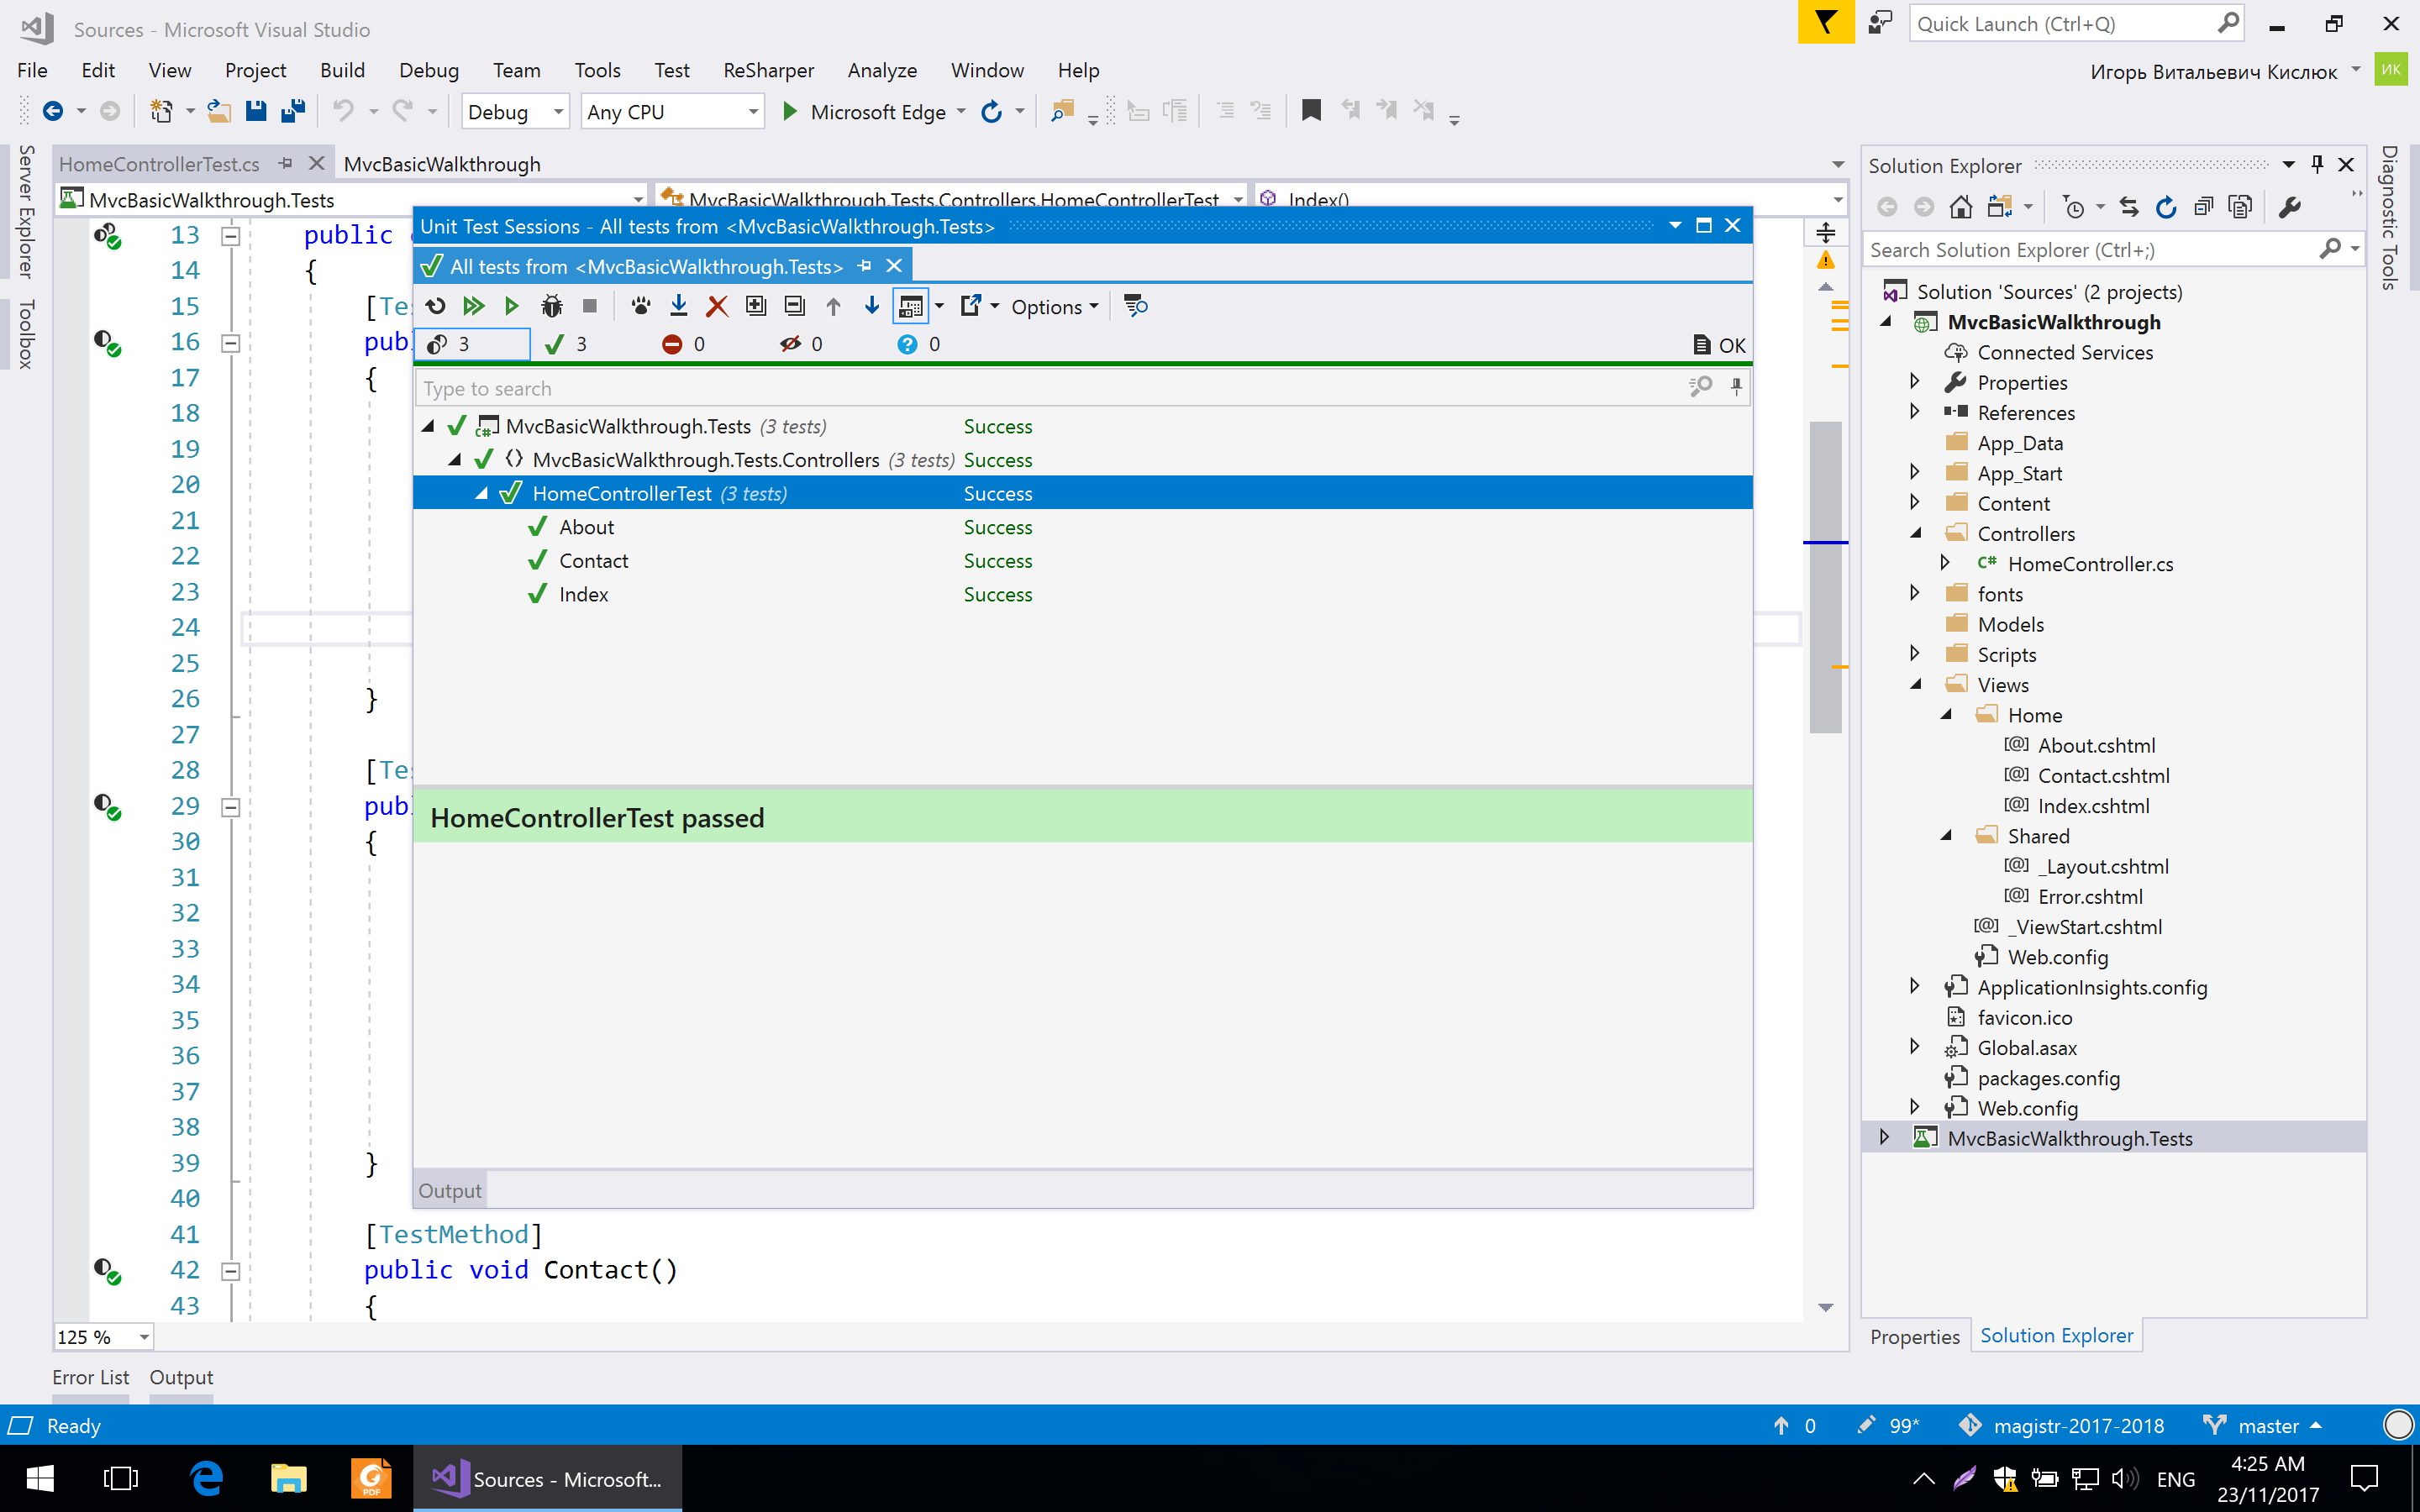 Sources - Microsoft Visual Studio
Quick Launch (Ctrl+Q)
File Edit View Project Build Debug Team Tools Test ReSharper Analyze Window Help
Игорь Витальевич Кислюк
ИК
Debug Any CPU Microsoft Edge
Server Explorer
Toolbox
HomeControllerTest.cs MvcBasicWalkthrough
MvcBasicWalkthrough.Tests MvcBasicWalkthrough.Tests.Controllers.HomeControllerTest Index()
13 public
14 {
15 [Tes
16 publ
17 {
18
19
20
21
22
23
24
25
26 }
27
28 [Tes
29 publ
30 {
31
32
33
34
35
36
37
38
39 }
40
41 [TestMethod]
42 public void Contact()
43 {
125 %
Unit Test Sessions - All tests from <MvcBasicWalkthrough.Tests>
All tests from <MvcBasicWalkthrough.Tests>
Options
3 3 0 0 0 OK
Type to search
MvcBasicWalkthrough.Tests (3 tests) Success
MvcBasicWalkthrough.Tests.Controllers (3 tests) Success
HomeControllerTest (3 tests) Success
About Success
Contact Success
Index Success
HomeControllerTest passed
Output
Solution Explorer
Search Solution Explorer (Ctrl+;)
Solution 'Sources' (2 projects)
MvcBasicWalkthrough
Connected Services
Properties
References
App_Data
App_Start
Content
Controllers
C# HomeController.cs
fonts
Models
Scripts
Views
Home
[@] About.cshtml
[@] Contact.cshtml
[@] Index.cshtml
Shared
[@] _Layout.cshtml
[@] Error.cshtml
[@] _ViewStart.cshtml
Web.config
ApplicationInsights.config
favicon.ico
Global.asax
packages.config
Web.config
MvcBasicWalkthrough.Tests
Properties Solution Explorer
Diagnostic Tools
Error List Output
Ready
0 99* magistr-2017-2018 master
PDF
Sources - Microsoft...
ENG
4:25 AM
23/11/2017